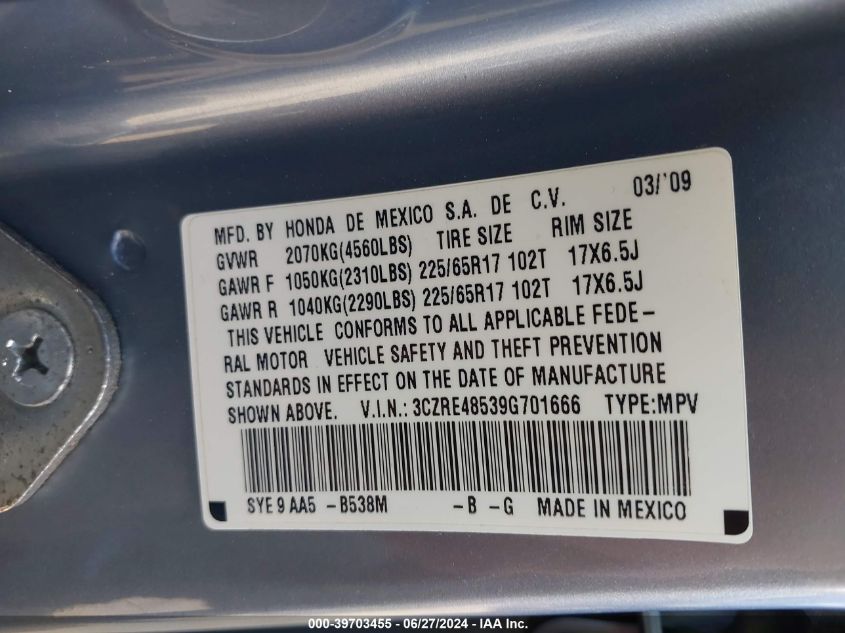 MFD. BY HONDA DE MEXICO S.A. DE C.V. 03/'09
GVWR 2070KG(4560LBS) TIRE SIZE RIM SIZE
GAWR F 1050KG(2310LBS) 225/65R17 102T 17X6.5J
GAWR R 1040KG(2290LBS) 225/65R17 102T 17X6.5J
THIS VEHICLE CONFORMS TO ALL APPLICABLE FEDE-
RAL MOTOR VEHICLE SAFETY AND THEFT PREVENTION
STANDARDS IN EFFECT ON THE DATE OF MANUFACTURE
SHOWN ABOVE. V.I.N.: 3CZRE48539G701666 TYPE:MPV
SYE9AA5 -B538M -B -G MADE IN MEXICO
000-39703455 - 06/27/2024 - IAA Inc.